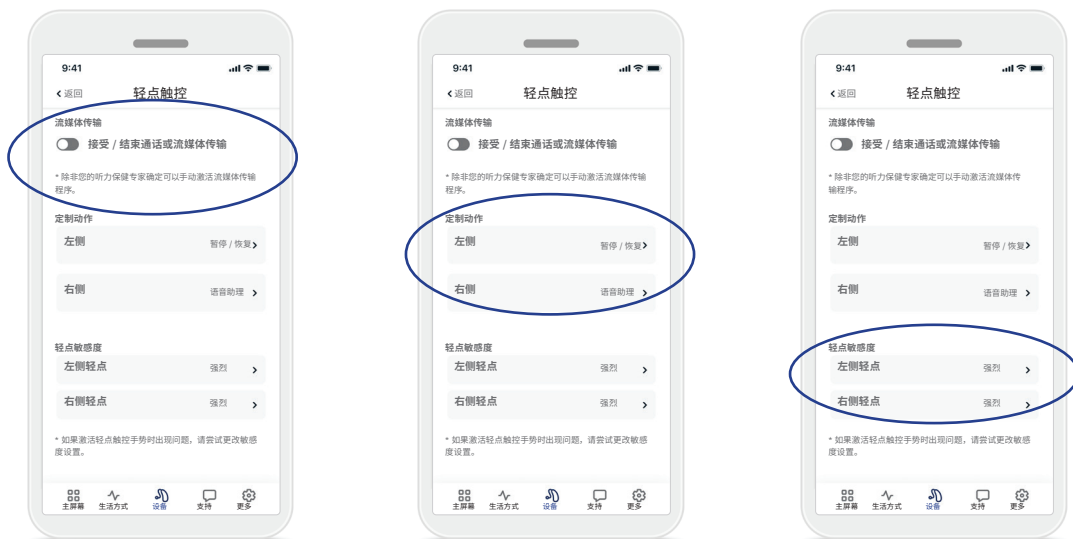 9:41
返回
轻点触控
流媒体传输
接受 / 结束通话或流媒体传输
* 除非您的听力保健专家确定可以手动激活流媒体传输
程序。
定制动作
左侧
暂停 / 恢复
右侧
语音助理
轻点敏感度
左侧轻点
强烈
右侧轻点
强烈
* 如果激活轻点触控手势时出现问题，请尝试更改敏感
度设置。
主屏幕
生活方式
设备
支持
更多
9:41
返回
轻点触控
流媒体传输
接受 / 结束通话或流媒体传输
* 除非您的听力保健专家确定可以手动激活流媒体传输
程序。
定制动作
左侧
暂停 / 恢复
右侧
语音助理
轻点敏感度
左侧轻点
强烈
右侧轻点
强烈
* 如果激活轻点触控手势时出现问题，请尝试更改敏感
度设置。
主屏幕
生活方式
设备
支持
更多
9:41
返回
轻点触控
流媒体传输
接受 / 结束通话或流媒体传输
* 除非您的听力保健专家确定可以手动激活流媒体传
输程序。
定制动作
左侧
暂停 / 恢复
右侧
语音助理
轻点敏感度
左侧轻点
强烈
右侧轻点
强烈
* 如果激活轻点触控手势时出现问题，请尝试更改敏感
度设置。
主屏幕
生活方式
设备
支持
更多